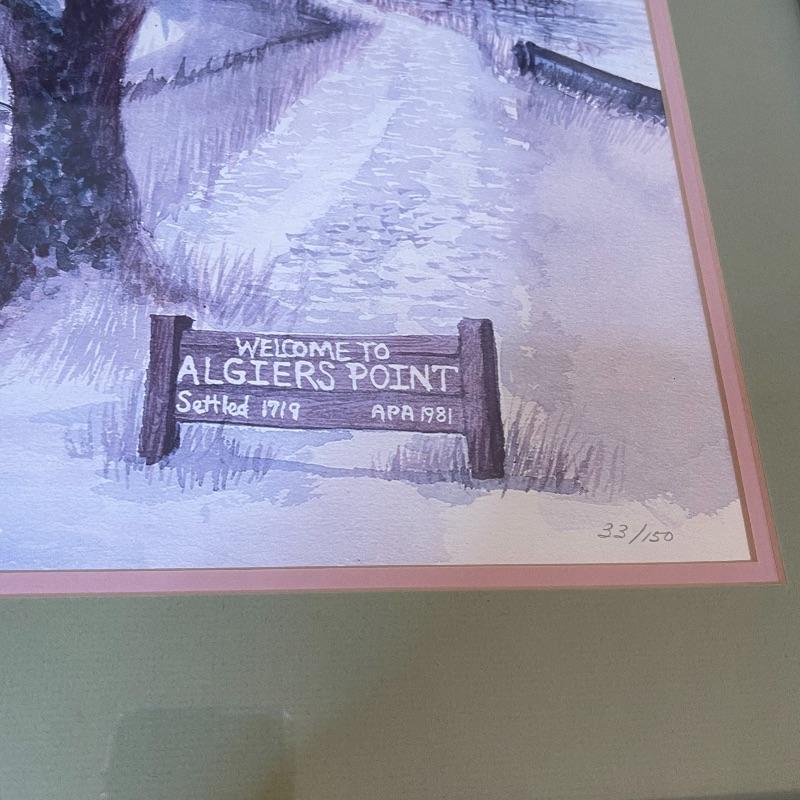 WELCOME TO
ALGIERS POINT
Settled 1719 APA 1981
33/150